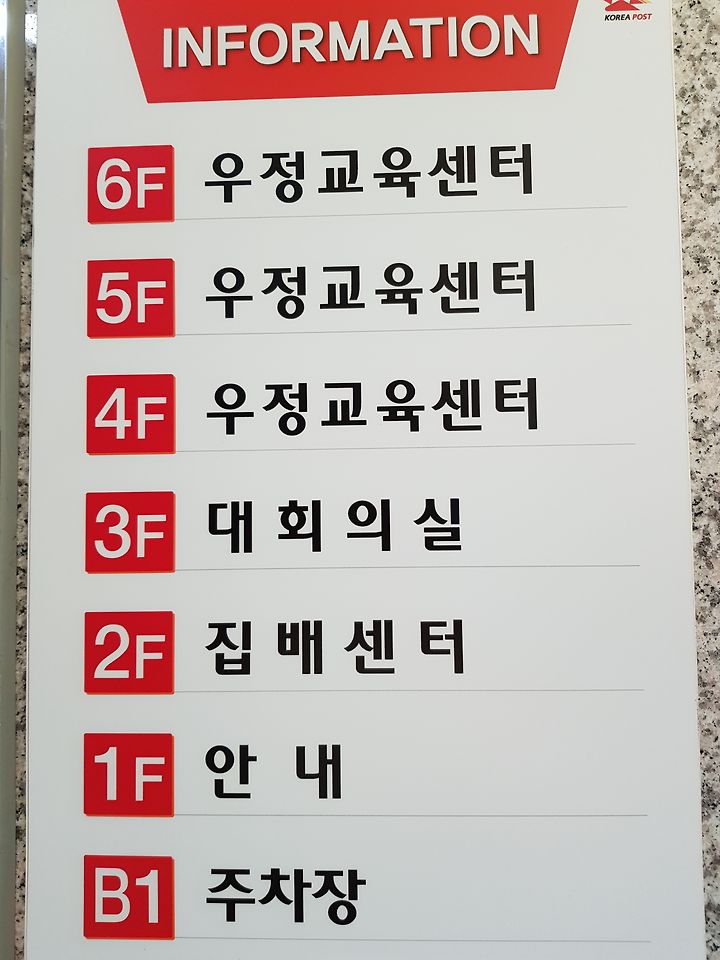 KOREA POST
INFORMATION
6F 우정교육센터
5F 우정교육센터
4F 우정교육센터
3F 대회의실
2F 집배센터
1F 안내
B1 주차장